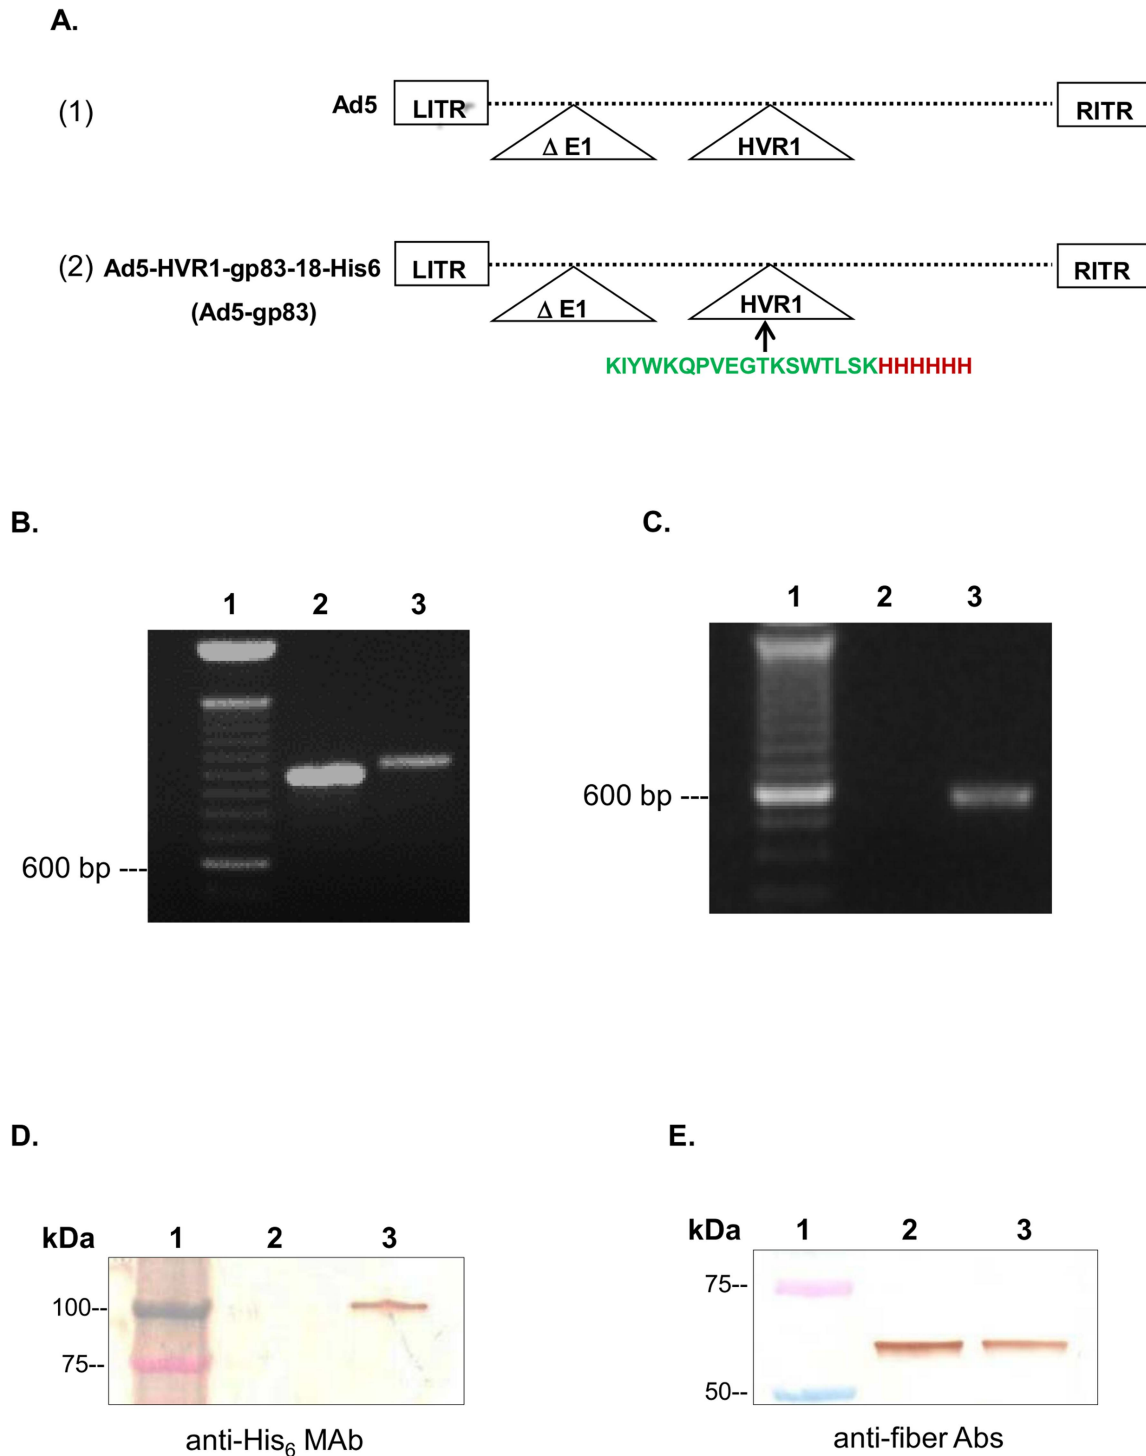 A.
(1) Ad5 LITR RITR
Δ E1 HVR1
(2) Ad5-HVR1-gp83-18-His6 LITR RITR
(Ad5-gp83)
Δ E1 HVR1
KIYWKQPVEGTKSWTLSKHHHHHH
B.
1 2 3
600 bp ---
C.
1 2 3
600 bp ---
D.
kDa 1 2 3
100--
75--
anti-His₆ MAb
E.
kDa 1 2 3
75--
50--
anti-fiber Abs